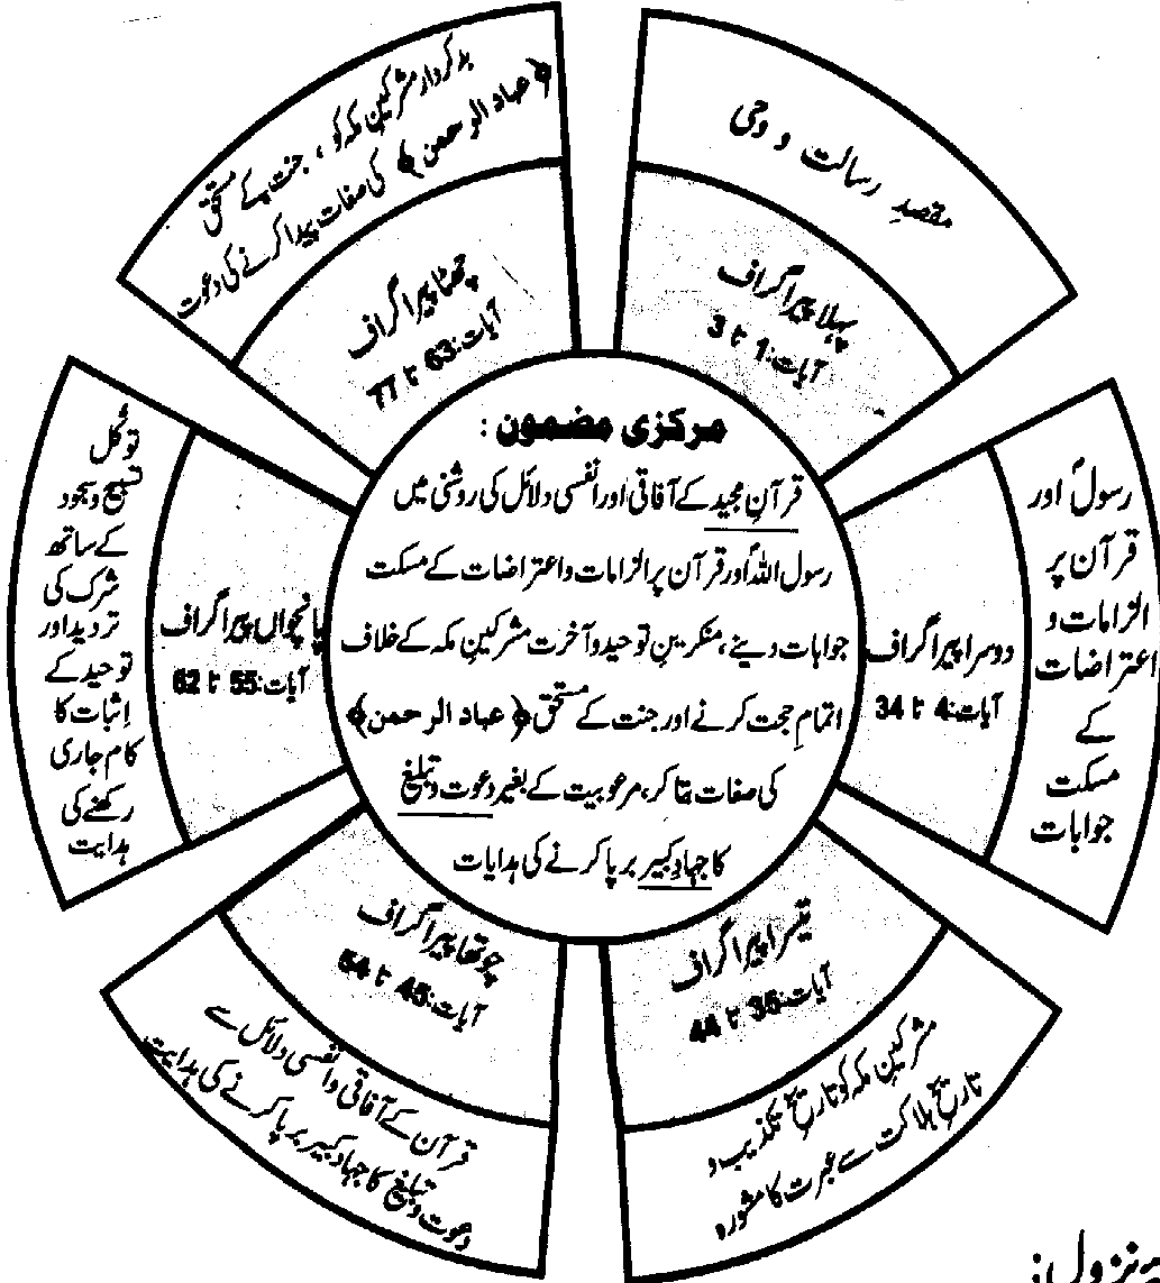 مقصدِ رسالت و وحی
پہلا پیراگراف
آیات:1 تا 3
رسولؐ اور
قرآن پر
الزامات و
اعتراضات
کے
مسکت
جوابات
دوسرا پیراگراف
آیات:4 تا 34
مشرکینِ مکہ کو تاریخِ تکذیب و
تاریخِ ہلاکت سے عبرت کا مشورہ
تیسرا پیراگراف
آیات:35 تا 44
چوتھا پیراگراف
آیات:45 تا 54
قرآن کے آفاقی و انفسی دلائل سے
دعوت و تبلیغ کا جہادِ کبیر برپا کرنے کی ہدایت
توکّل
تسبیح و سجود
کے ساتھ
شرک کی
تردید اور
توحید کے
اِثبات کا
کام جاری
رکھنے کی
ہدایت
پانچواں پیراگراف
آیات:55 تا 62
بدکردار مشرکینِ مکہ کو ، جنت کے مستحق
﴿عباد الرحمن﴾ کی صفات پیدا کرنے کی دعوت
چھٹا پیراگراف
آیات:63 تا 77
مرکزی مضمون :
قرآنِ مجید کے آفاقی اور انفسی دلائل کی روشنی میں
رسول اللہؐ اور قرآن پر الزامات و اعتراضات کے مسکت
جوابات دینے ، منکرینِ توحید و آخرت مشرکینِ مکہ کے خلاف
اتمامِ حجت کرنے اور جنت کے مستحق ﴿عباد الرحمن﴾
کی صفات بتا کر، مرعوبیت کے بغیر دعوت و تبلیغ
کا جہادِ کبیر برپا کرنے کی ہدایات
نزول: